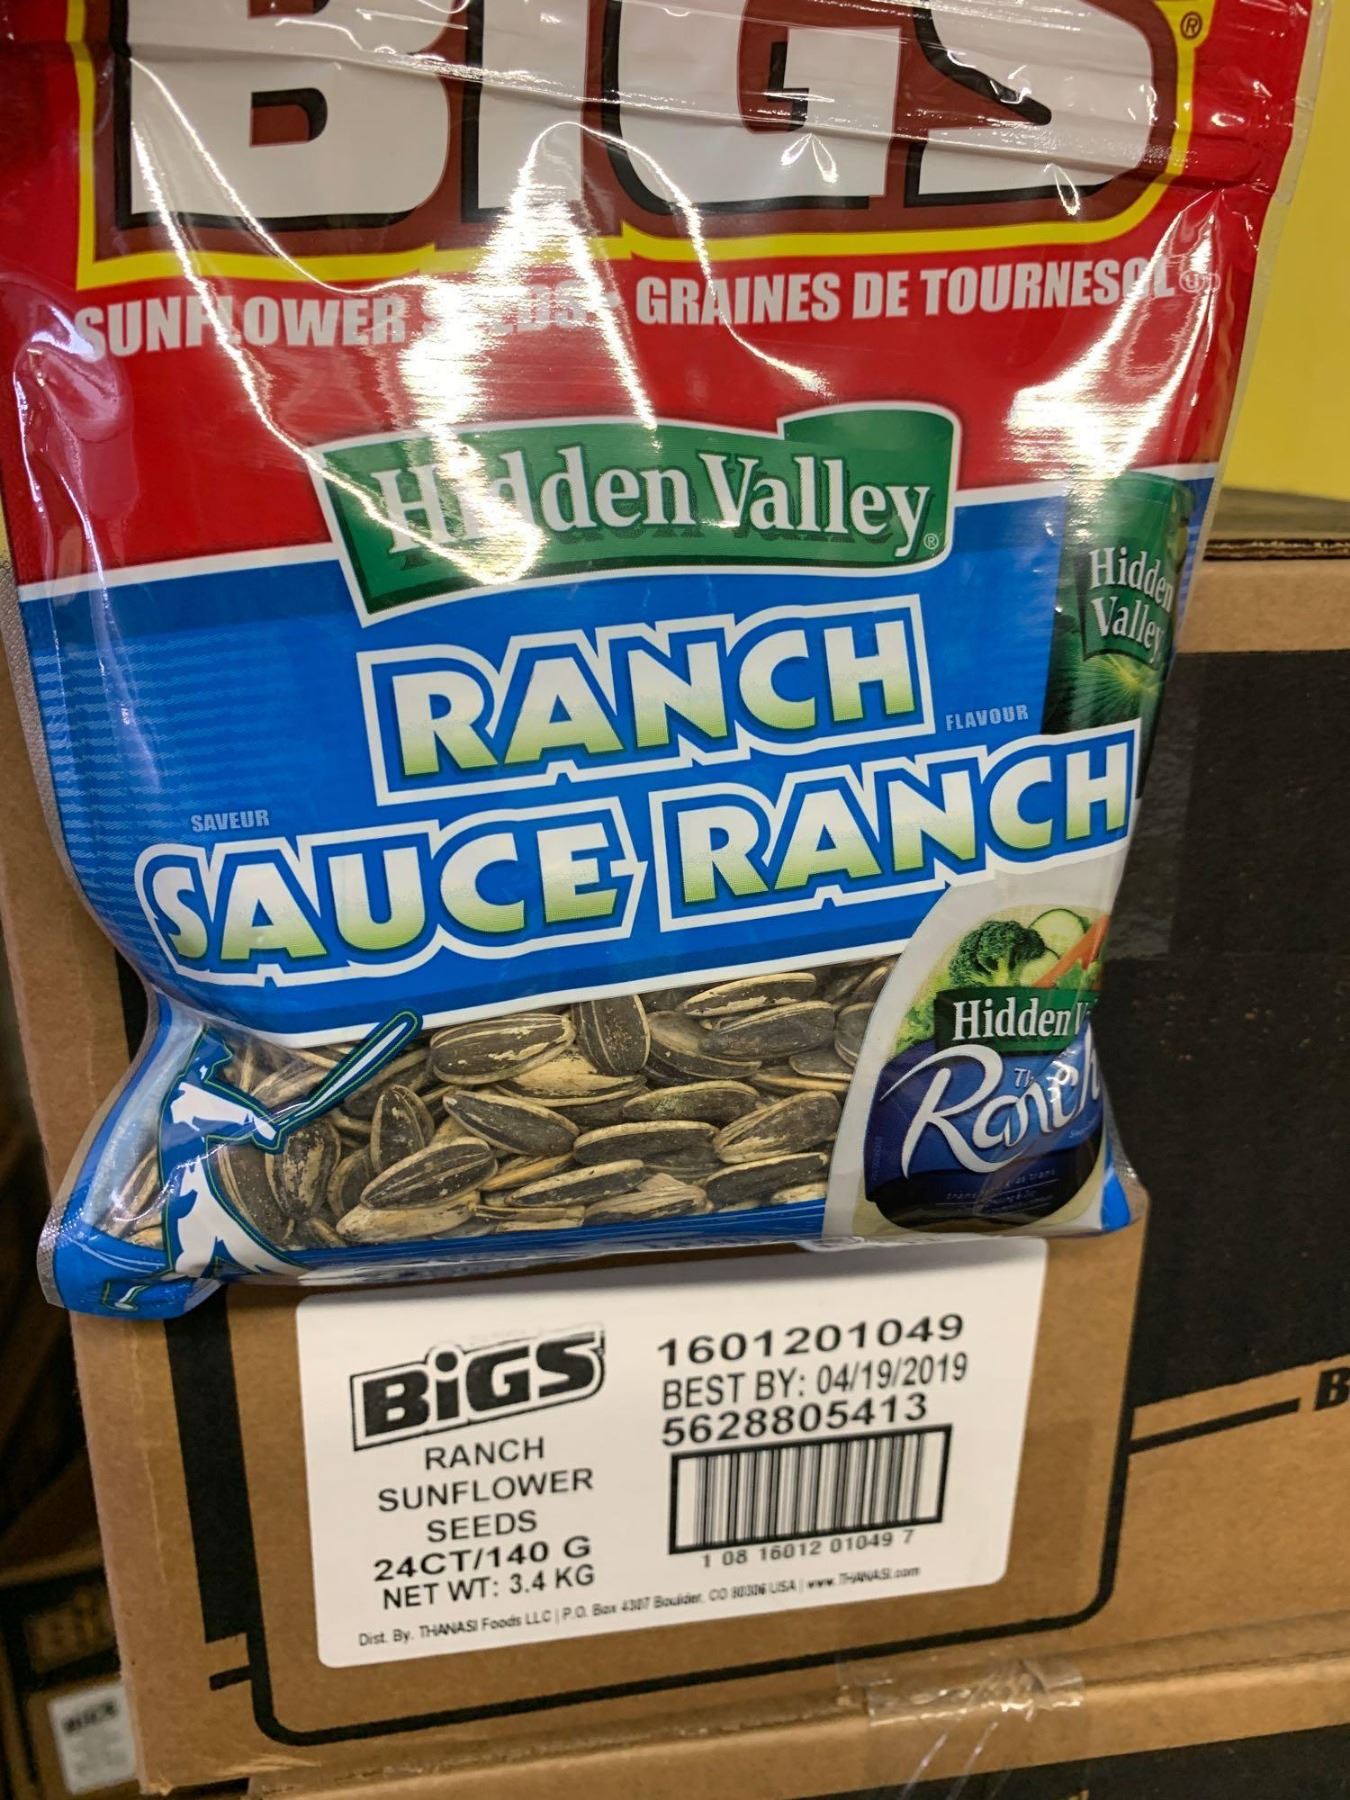 BIGS®
SUNFLOWER SEEDS • GRAINES DE TOURNESOL
Hidden Valley®
Hidden
Valley
RANCH
FLAVOUR
SAVEUR
SAUCE RANCH
Hidden V
Ranch
BiGS
RANCH
SUNFLOWER
SEEDS
24CT/140 G
NET WT: 3.4 KG
1601201049
BEST BY: 04/19/2019
5628805413
1 08 16012 01049 7
Dist. By. THANASI Foods LLC | P.O. Box 4307 Boulder, CO 80306 USA | www.THANASI.com
B